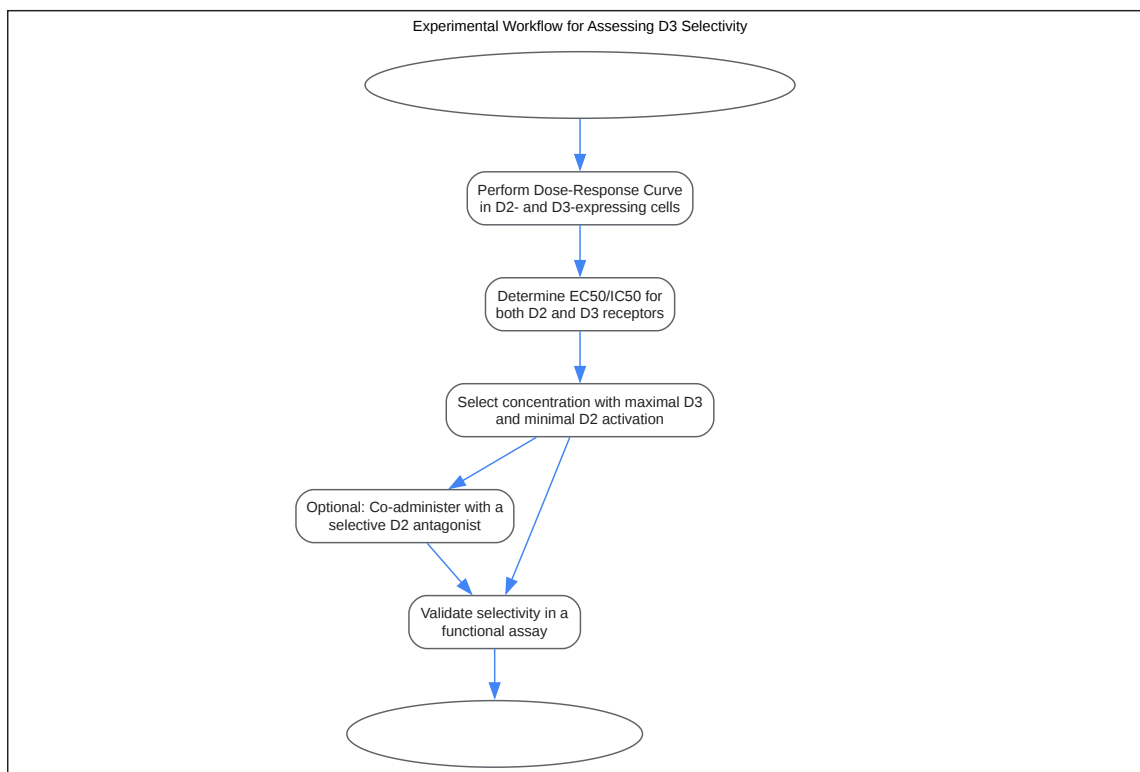 Experimental Workflow for Assessing D3 Selectivity
Perform Dose-Response Curve
in D2- and D3-expressing cells
Determine EC50/IC50 for
both D2 and D3 receptors
Select concentration with maximal D3
and minimal D2 activation
Optional: Co-administer with a
selective D2 antagonist
Validate selectivity in a
functional assay